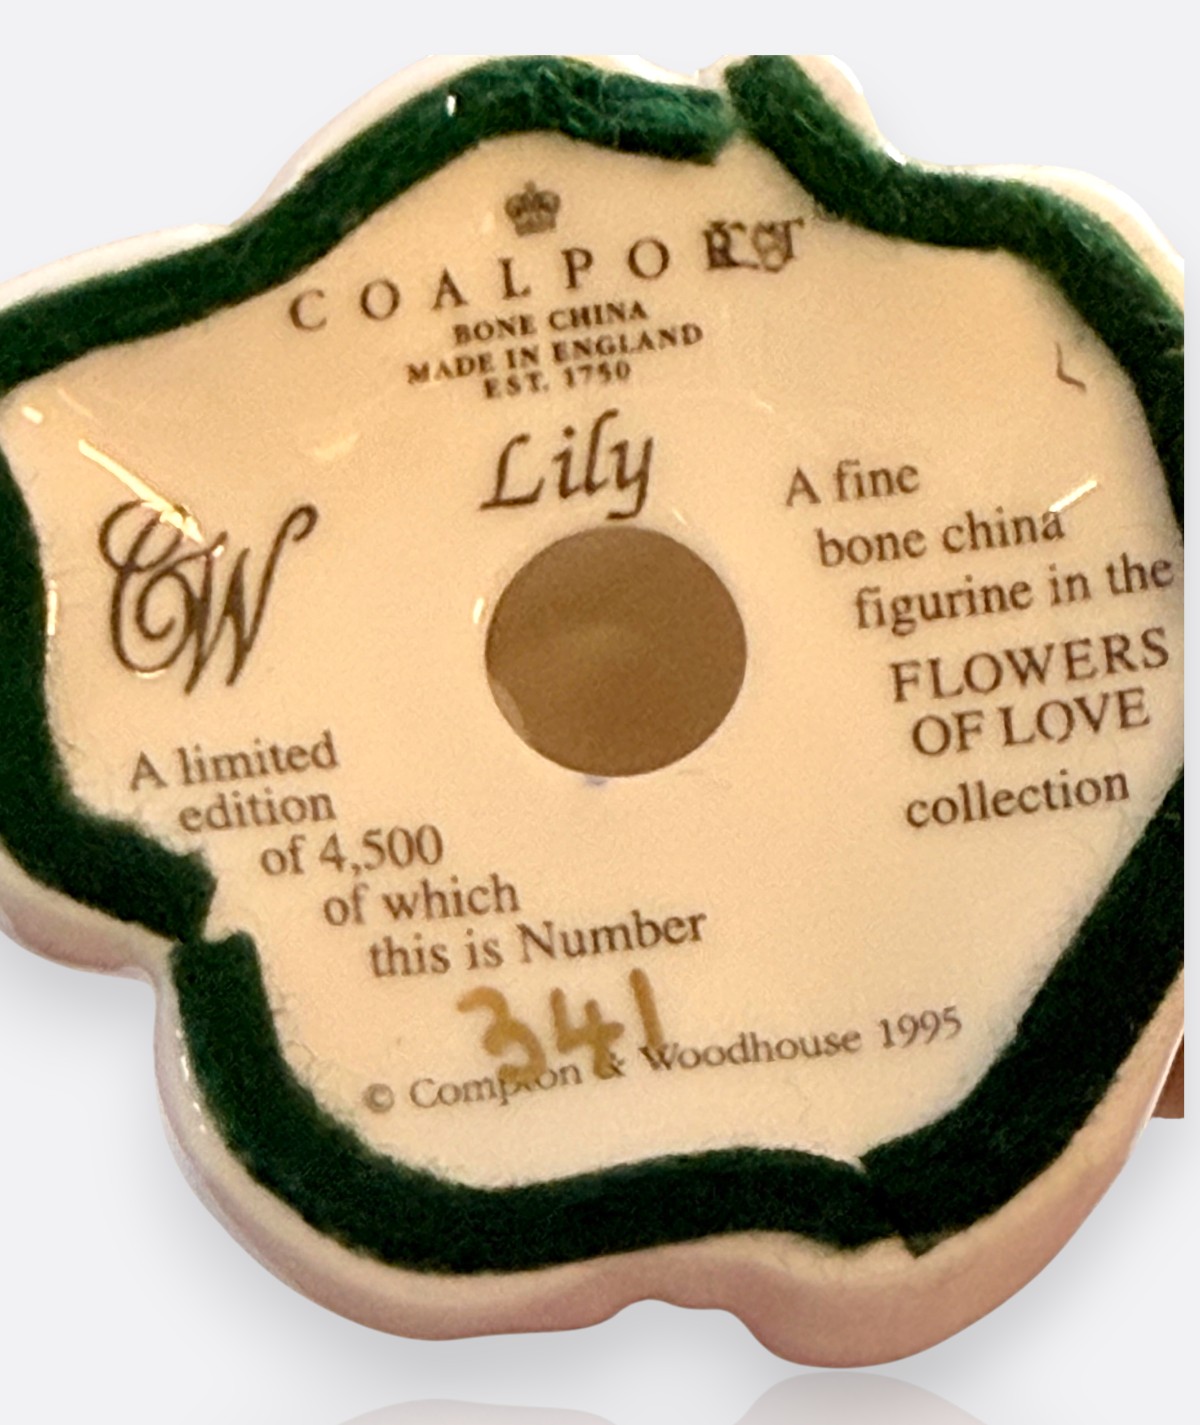 COALPORT
BONE CHINA
MADE IN ENGLAND
EST. 1750
Lily
CW
A limited
edition
of 4,500
of which
this is Number
341
A fine
bone china
figurine in the
FLOWERS
OF LOVE
collection
© Compton & Woodhouse 1995